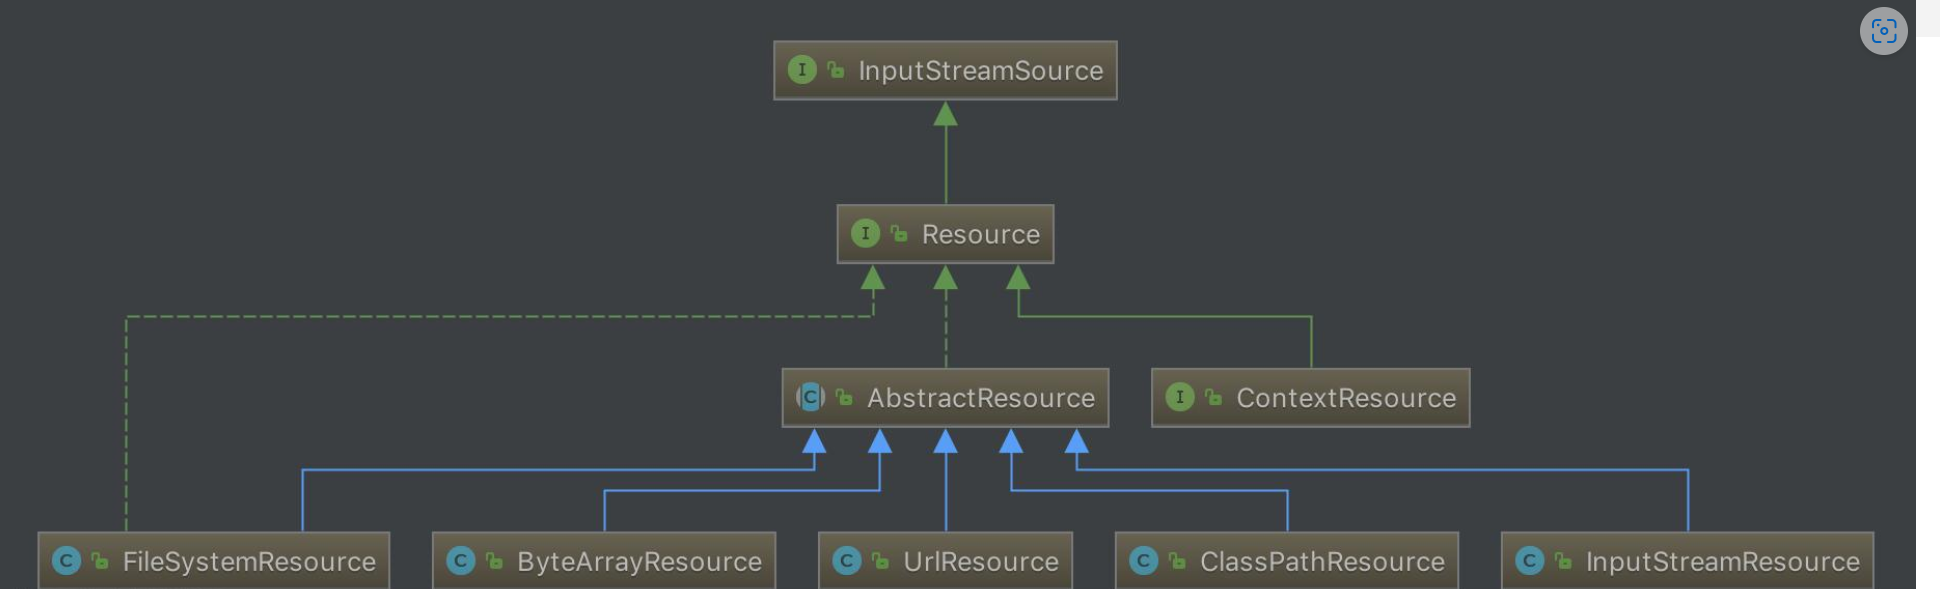 I InputStreamSource
I Resource
C AbstractResource
I ContextResource
C FileSystemResource
C ByteArrayResource
C UrlResource
C ClassPathResource
C InputStreamResource